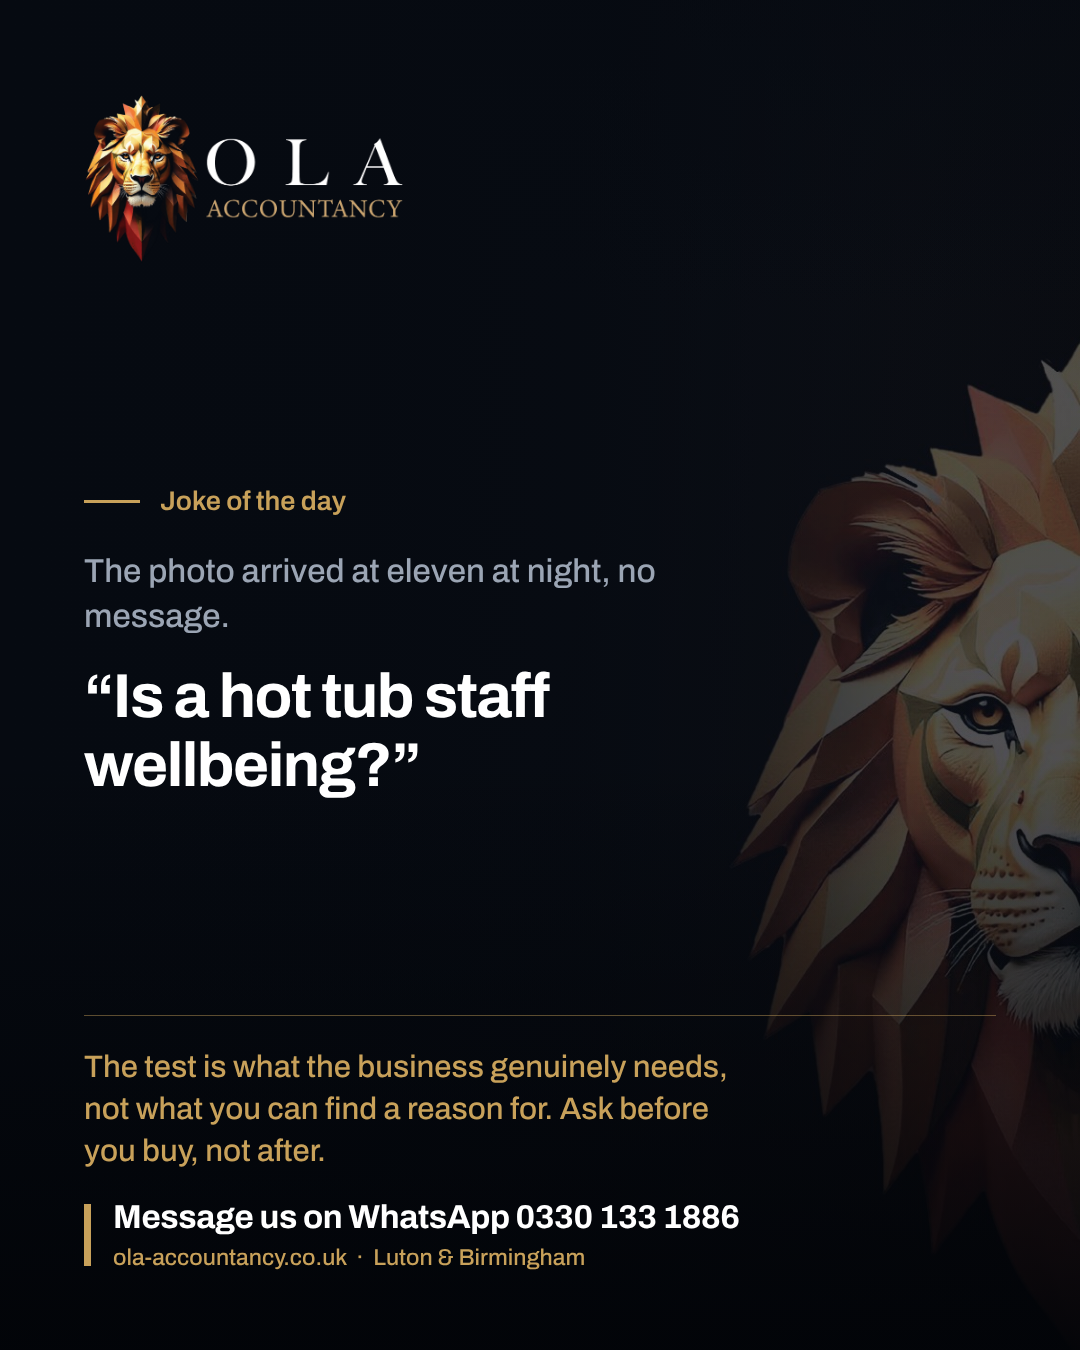 OLA
ACCOUNTANCY
Joke of the day
The photo arrived at eleven at night, no
message.
“Is a hot tub staff
wellbeing?”
The test is what the business genuinely needs,
not what you can find a reason for. Ask before
you buy, not after.
Message us on WhatsApp 0330 133 1886
ola-accountancy.co.uk · Luton & Birmingham